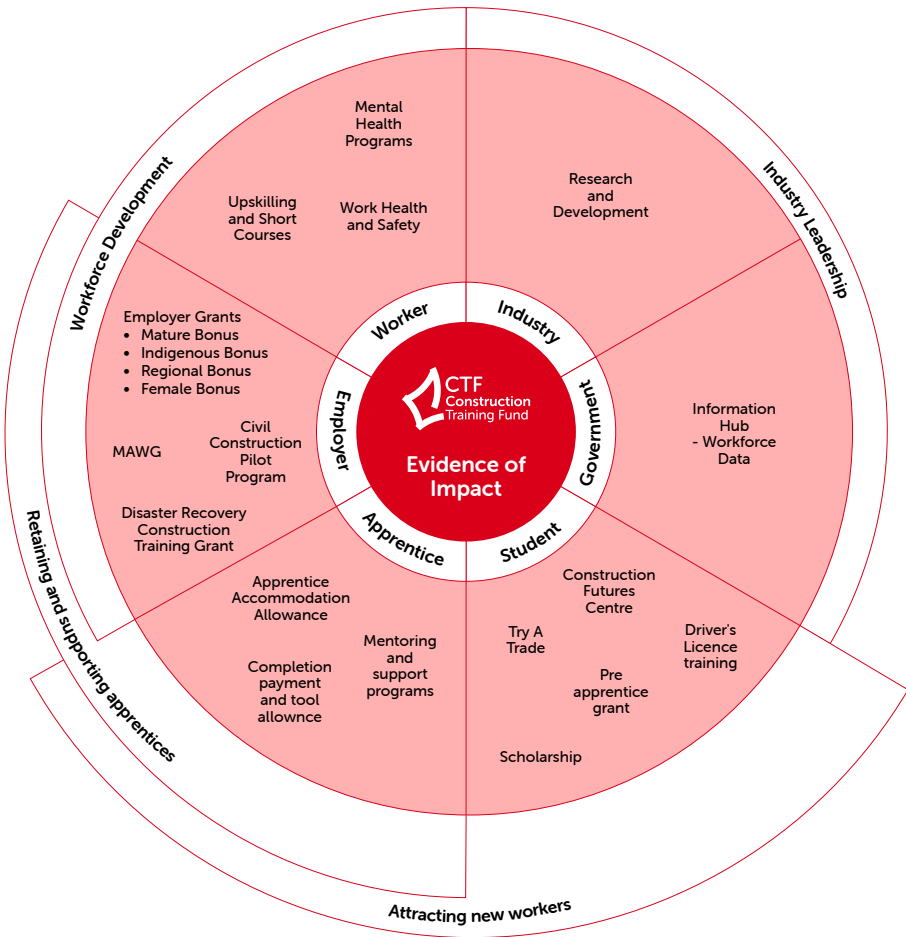 Mental
Health
Programs
Upskilling
and Short
Courses
Work Health
and Safety
Research
and
Development
Workforce Development
Industry Leadership
Employer Grants
• Mature Bonus
• Indigenous Bonus
• Regional Bonus
• Female Bonus
MAWG
Civil
Construction
Pilot
Program
Disaster Recovery
Construction
Training Grant
Worker
Industry
Employer
Government
Apprentice
Student
CTF
Construction
Training Fund
Evidence of
Impact
Information
Hub
- Workforce
Data
Apprentice
Accommodation
Allowance
Mentoring
and
support
programs
Completion
payment
and tool
allownce
Construction
Futures
Centre
Try A
Trade
Driver's
Licence
training
Pre
apprentice
grant
Scholarship
Retaining and supporting apprentices
Attracting new workers